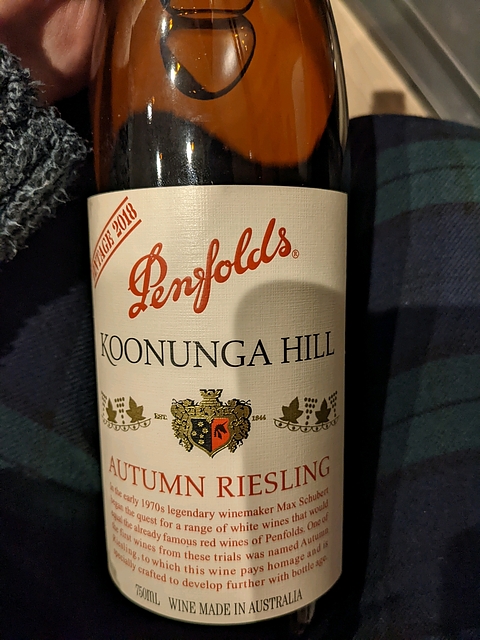 VINTAGE 2018
Penfolds®
KOONUNGA HILL
EST. 1844
AUTUMN RIESLING
In the early 1970s legendary winemaker Max Schubert
began the quest for a range of white wines that would
equal the already famous red wines of Penfolds. One of
the first wines from these trials was named Autumn
Riesling, to which this wine pays homage and is
specially crafted to develop further with bottle age.
750ML WINE MADE IN AUSTRALIA